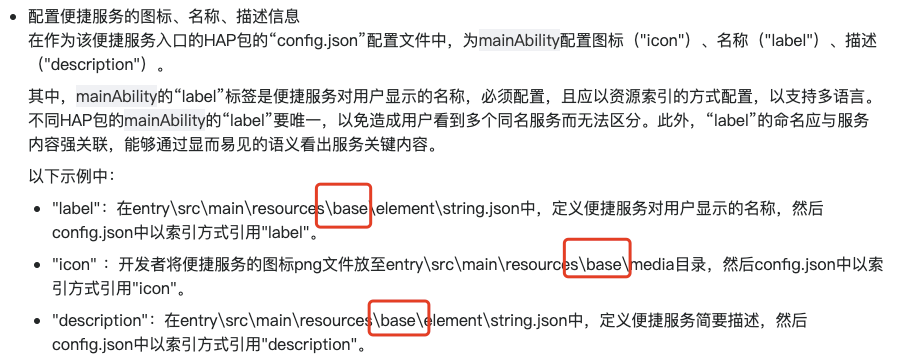 • 配置便捷服务的图标、名称、描述信息
在作为该便捷服务入口的HAP包的“config.json”配置文件中，为mainAbility配置图标（"icon"）、名称（"label"）、描述
（"description"）。
其中，mainAbility的“label”标签是便捷服务对用户显示的名称，必须配置，且应以资源索引的方式配置，以支持多语言。
不同HAP包的mainAbility的“label”要唯一，以免造成用户看到多个同名服务而无法区分。此外，“label”的命名应与服务
内容强关联，能够通过显而易见的语义看出服务关键内容。
以下示例中：
• "label"：在entry\src\main\resources\base\element\string.json中，定义便捷服务对用户显示的名称，然后
config.json中以索引方式引用"label"。
• "icon" ：开发者将便捷服务的图标png文件放至entry\src\main\resources\base\media目录，然后config.json中以索
引方式引用"icon"。
• "description"：在entry\src\main\resources\base\element\string.json中，定义便捷服务简要描述，然后
config.json中以索引方式引用"description"。